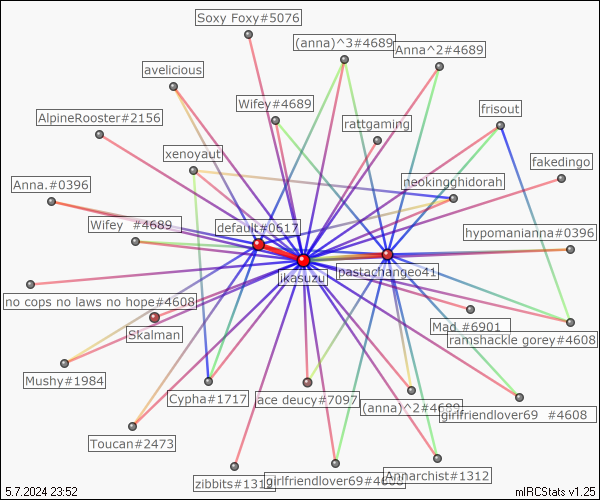 Soxy Foxy#5076
(anna)^3#4689
Anna^2#4689
avelicious
Wifey#4689
frisout
AlpineRooster#2156
rattgaming
xenoyaut
fakedingo
Anna.#0396
neokingghidorah
Wifey  #4689
default#0617
hypomanianna#0396
pastachangeo41
ikasuzu
no cops no laws no hope#4608
Mad #6901
Skalman
ramshackle gorey#4608
Mushy#1984
Cypha#1717
ace deucy#7097
(anna)^2#4689
girlfriendlover69  #4608
Toucan#2473
zibbits#1312
girlfriendlover69#4608
Annarchist#1312
5.7.2024 23:52
mIRCStats v1.25